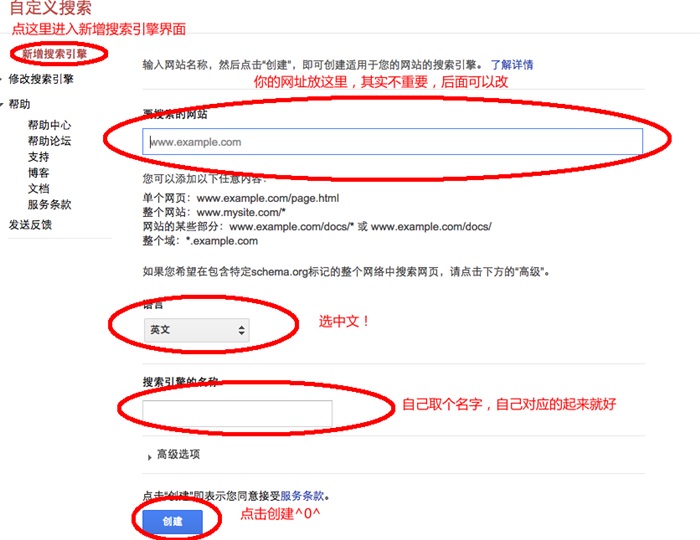 自定义搜索
点这里进入新增搜索引擎界面
新增搜索引擎
修改搜索引擎
帮助
帮助中心
帮助论坛
支持
博客
文档
服务条款
发送反馈
输入网站名称，然后点击“创建”，即可创建适用于您的网站的搜索引擎。 了解详情
你的网址放这里，其实不重要，后面可以改
要搜索的网站
www.example.com
您可以添加以下任意内容：
单个网页：www.example.com/page.html
整个网站：www.mysite.com/*
网站的某些部分：www.example.com/docs/* 或 www.example.com/docs/
整个域：*.example.com
如果您希望在包含特定schema.org标记的整个网络中搜索网页，请点击下方的“高级”。
语言
英文
选中文！
搜索引擎的名称
自己取个名字，自己对应的起来就好
高级选项
点击“创建”即表示您同意接受服务条款。
创建
点击创建^0^